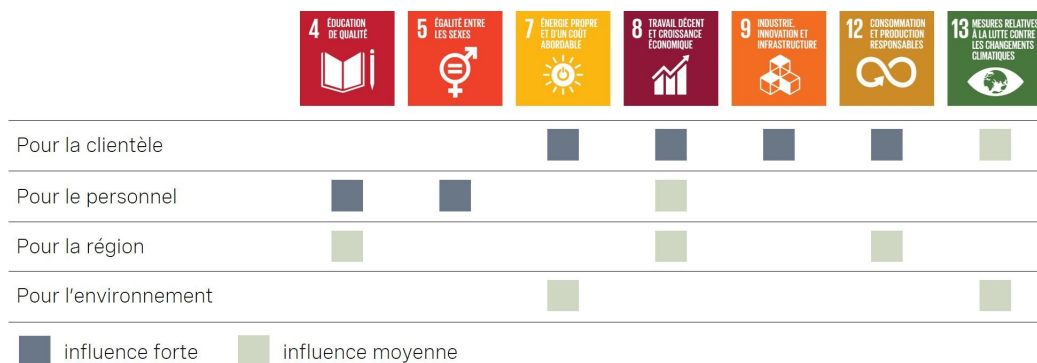 4 ÉDUCATION
DE QUALITÉ
5 ÉGALITÉ ENTRE
LES SEXES
7 ÉNERGIE PROPRE
ET D'UN COÛT
ABORDABLE
8 TRAVAIL DÉCENT
ET CROISSANCE
ÉCONOMIQUE
9 INDUSTRIE,
INNOVATION ET
INFRASTRUCTURE
12 CONSOMMATION
ET PRODUCTION
RESPONSABLES
13 MESURES RELATIVES
À LA LUTTE CONTRE
LES CHANGEMENTS
CLIMATIQUES
Pour la clientèle
Pour le personnel
Pour la région
Pour l'environnement
influence forte
influence moyenne